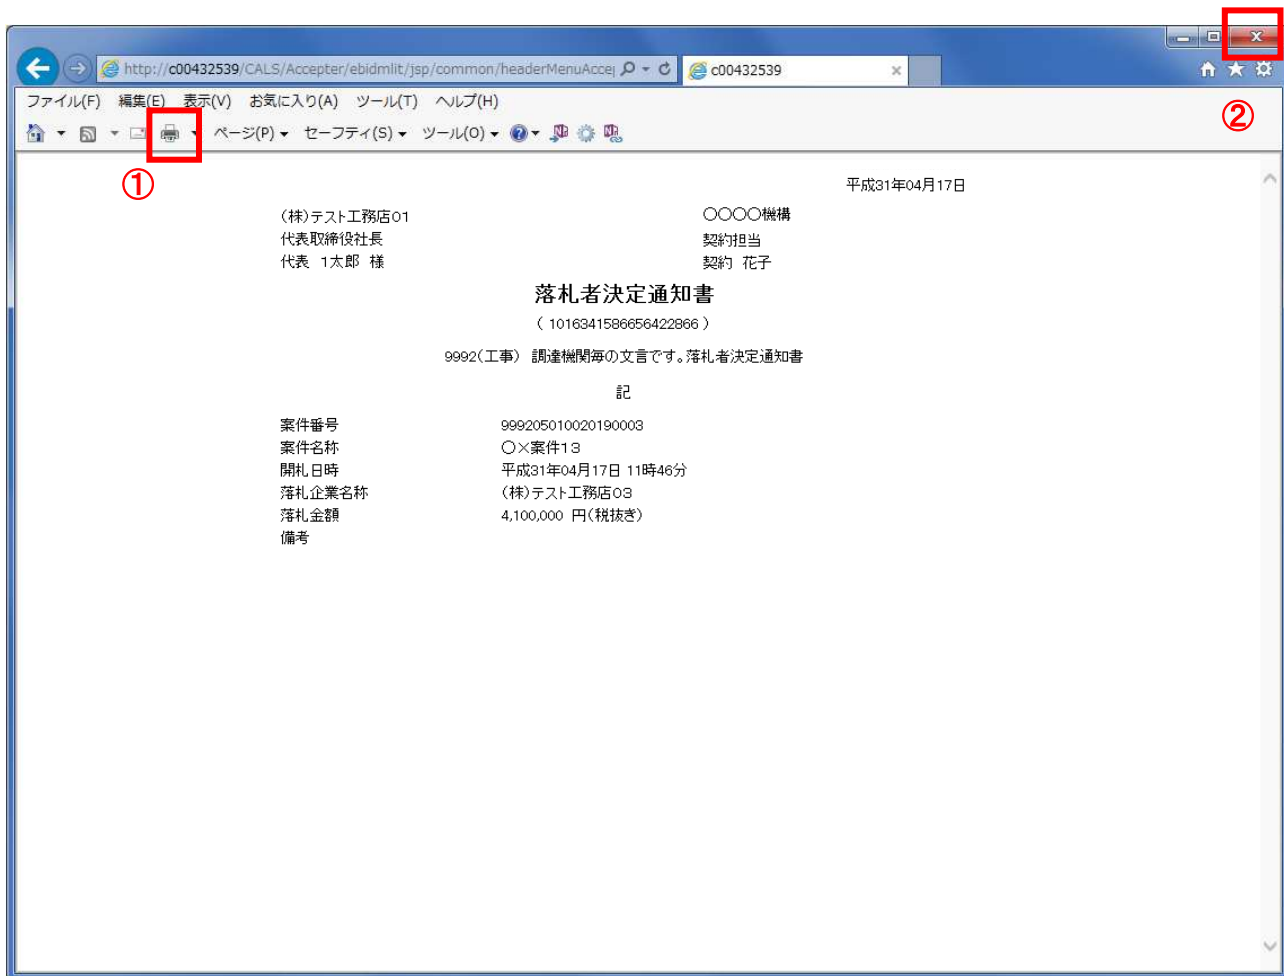 http://c00432539/CALS/Accepter/ebidmlit/jsp/common/headerMenuAccep
c00432539
②
ファイル(F) 編集(E) 表示(V) お気に入り(A) ツール(T) ヘルプ(H)
ページ(P) セーフティ(S) ツール(O)
①
平成31年04月17日
(株)テスト工務店01
代表取締役社長
代表 1太郎 様
〇〇〇〇機構
契約担当
契約 花子
落札者決定通知書
( 1016341586656422866 )
9992(工事) 調達機関毎の文言です。落札者決定通知書
記
案件番号 999205010020190003
案件名称 〇×案件13
開札日時 平成31年04月17日 11時46分
落札企業名称 (株)テスト工務店03
落札金額 4,100,000 円(税抜き)
備考